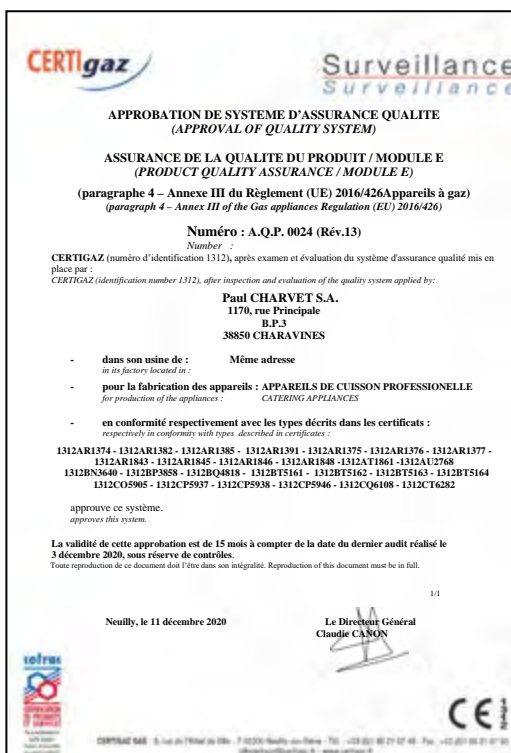 CERTIgaz
Surveillance
Surveillance
APPROBATION DE SYSTEME D'ASSURANCE QUALITE
(APPROVAL OF QUALITY SYSTEM)
ASSURANCE DE LA QUALITE DU PRODUIT / MODULE E
(PRODUCT QUALITY ASSURANCE / MODULE E)
(paragraphe 4 – Annexe III du Règlement (UE) 2016/426Appareils à gaz)
(paragraph 4 – Annex III of the Gas appliances Regulation (EU) 2016/426)
Numéro : A.Q.P. 0024 (Rév.13)
Number :
CERTIGAZ (numéro d'identification 1312), après examen et évaluation du système d'assurance qualité mis en
place par :
CERTIGAZ (identification number 1312), after inspection and evaluation of the quality system applied by:
Paul CHARVET S.A.
1170, rue Principale
B.P.3
38850 CHARAVINES
- dans son usine de : Même adresse
in its factory located in :
- pour la fabrication des appareils : APPAREILS DE CUISSON PROFESSIONELLE
for production of the appliances : CATERING APPLIANCES
- en conformité respectivement avec les types décrits dans les certificats :
respectively in conformity with types described in certificates :
1312AR1374 - 1312AR1382 - 1312AR1385 - 1312AR1391 - 1312AR1375 - 1312AR1376 - 1312AR1377 -
1312AR1843 - 1312AR1845 - 1312AR1846 - 1312AR1848 -1312AT1861 -1312AU2768
1312BN3640 - 1312BP3858 - 1312BQ4818 - 1312BT5161 - 1312BT5162 - 1312BT5163 - 1312BT5164
1312CO5905 - 1312CP5937 - 1312CP5938 - 1312CP5946 - 1312CQ6108 - 1312CT6282
approuve ce système.
approves this system.
La validité de cette approbation est de 15 mois à compter de la date du dernier audit réalisé le
3 décembre 2020, sous réserve de contrôles.
Toute reproduction de ce document doit l'être dans son intégralité. Reproduction of this document must be in full.
1/1
Neuilly, le 11 décembre 2020 Le Directeur Général
Claudie CANON
cofrac
CE 1312